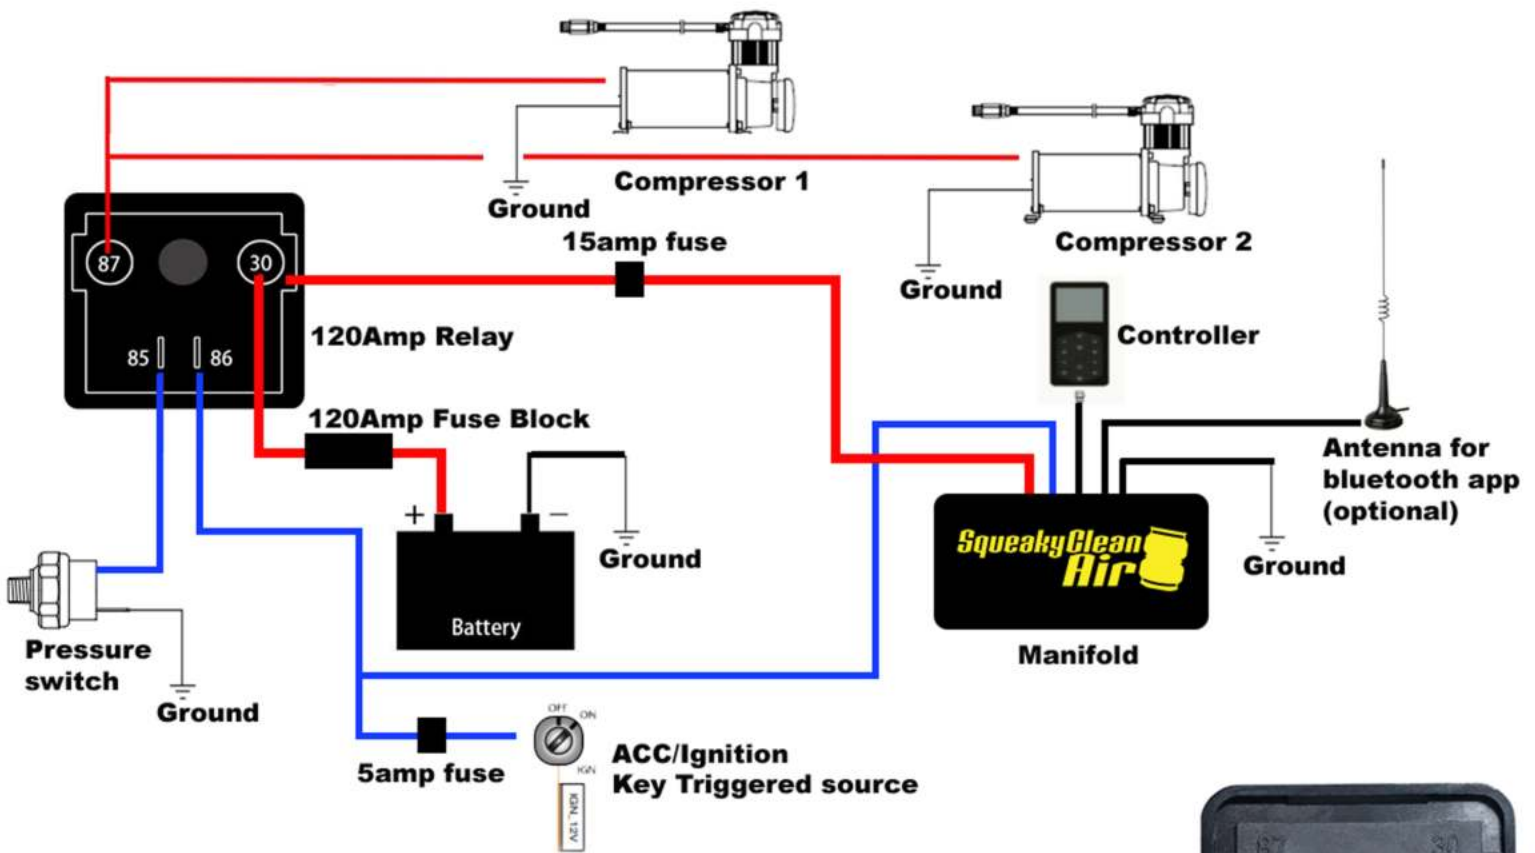 Compressor 1
Ground
15amp fuse
Compressor 2
Ground
87
30
85
86
120Amp Relay
Controller
120Amp Fuse Block
Antenna for
bluetooth app
(optional)
+
−
Ground
Battery
SqueakyClean
Air
Ground
Manifold
Pressure
switch
Ground
OFF
ON
IGN
ACC/Ignition
Key Triggered source
5amp fuse
IGN_12V
87
30